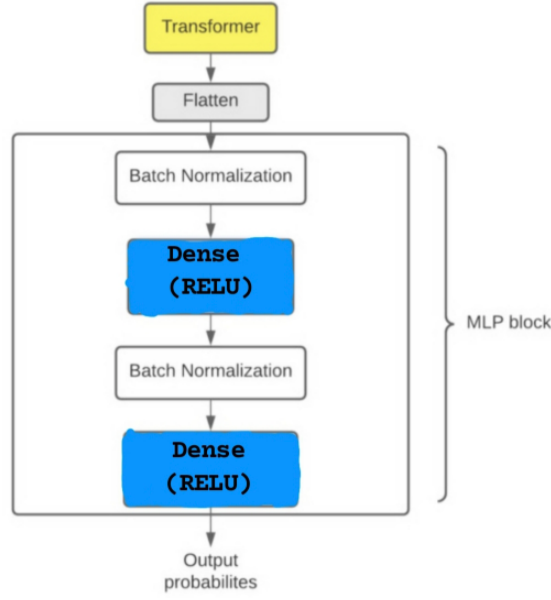 Transformer
Flatten
Batch Normalization
Dense
(RELU)
Batch Normalization
Dense
(RELU)
MLP block
Output
probabilites